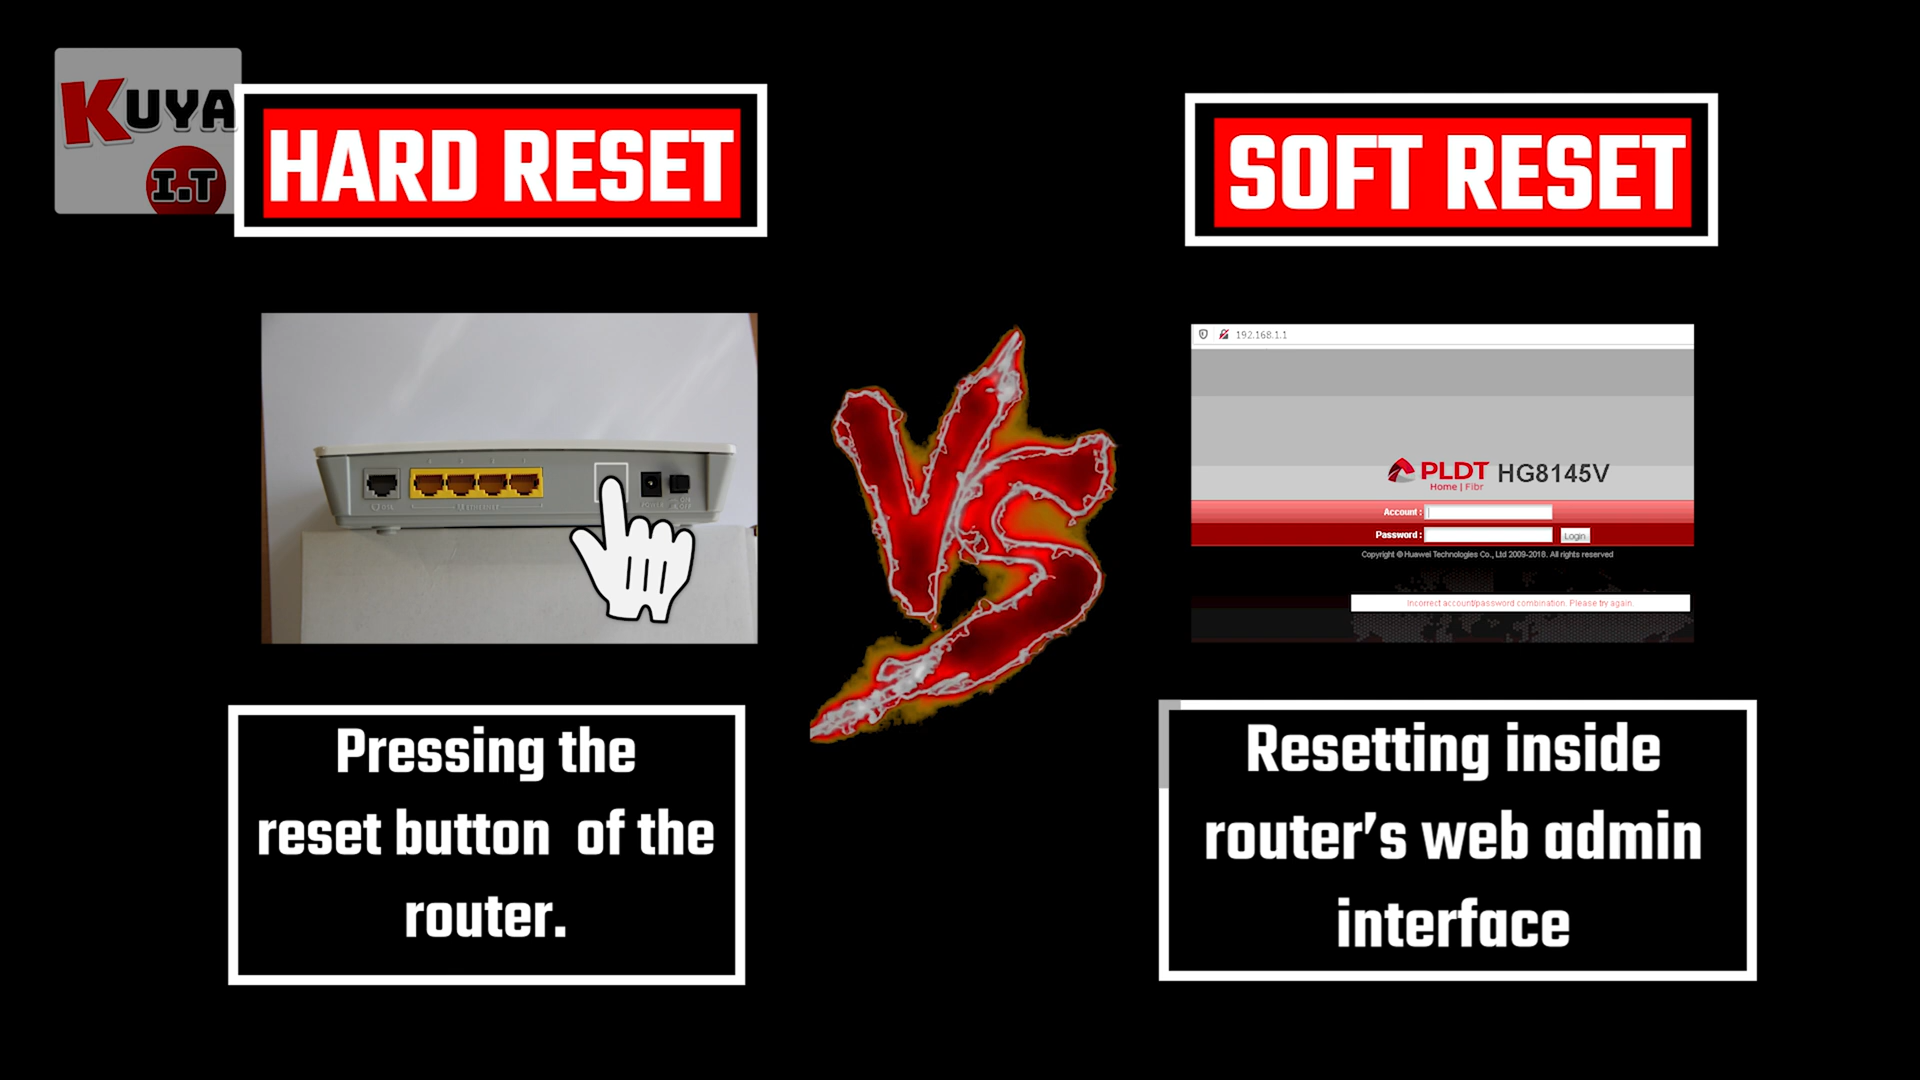 KUYA
I.T
HARD RESET
SOFT RESET
192.168.1.1
PLDT HG8145V
Home | Fibr
Account :
Password :
Login
Copyright © Huawei Technologies Co., Ltd 2009-2018. All rights reserved
Incorrect account/password combination. Please try again.
VS
Pressing the
reset button of the
router.
Resetting inside
router's web admin
interface